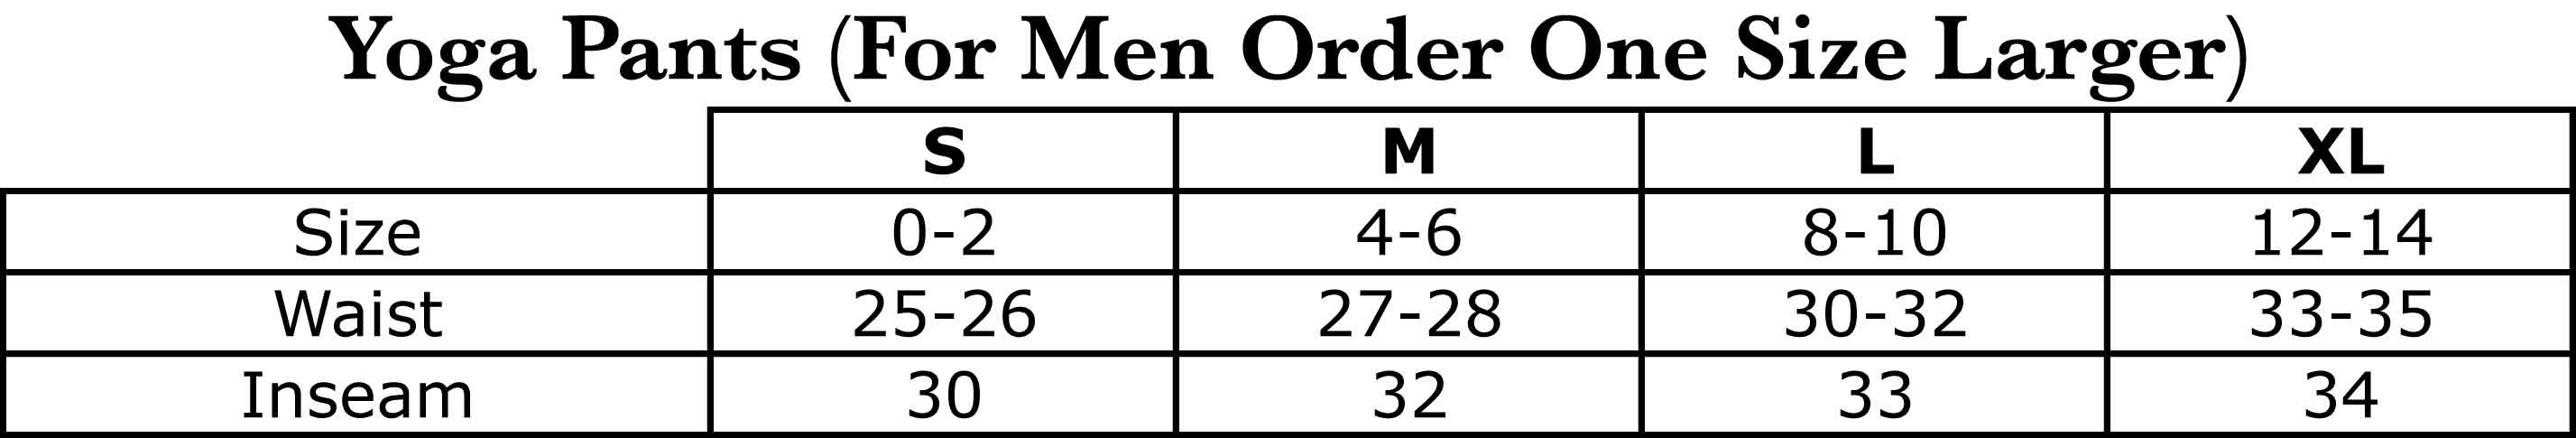 Yoga Pants (For Men Order One Size Larger)
S M L XL
Size 0-2 4-6 8-10 12-14
Waist 25-26 27-28 30-32 33-35
Inseam 30 32 33 34